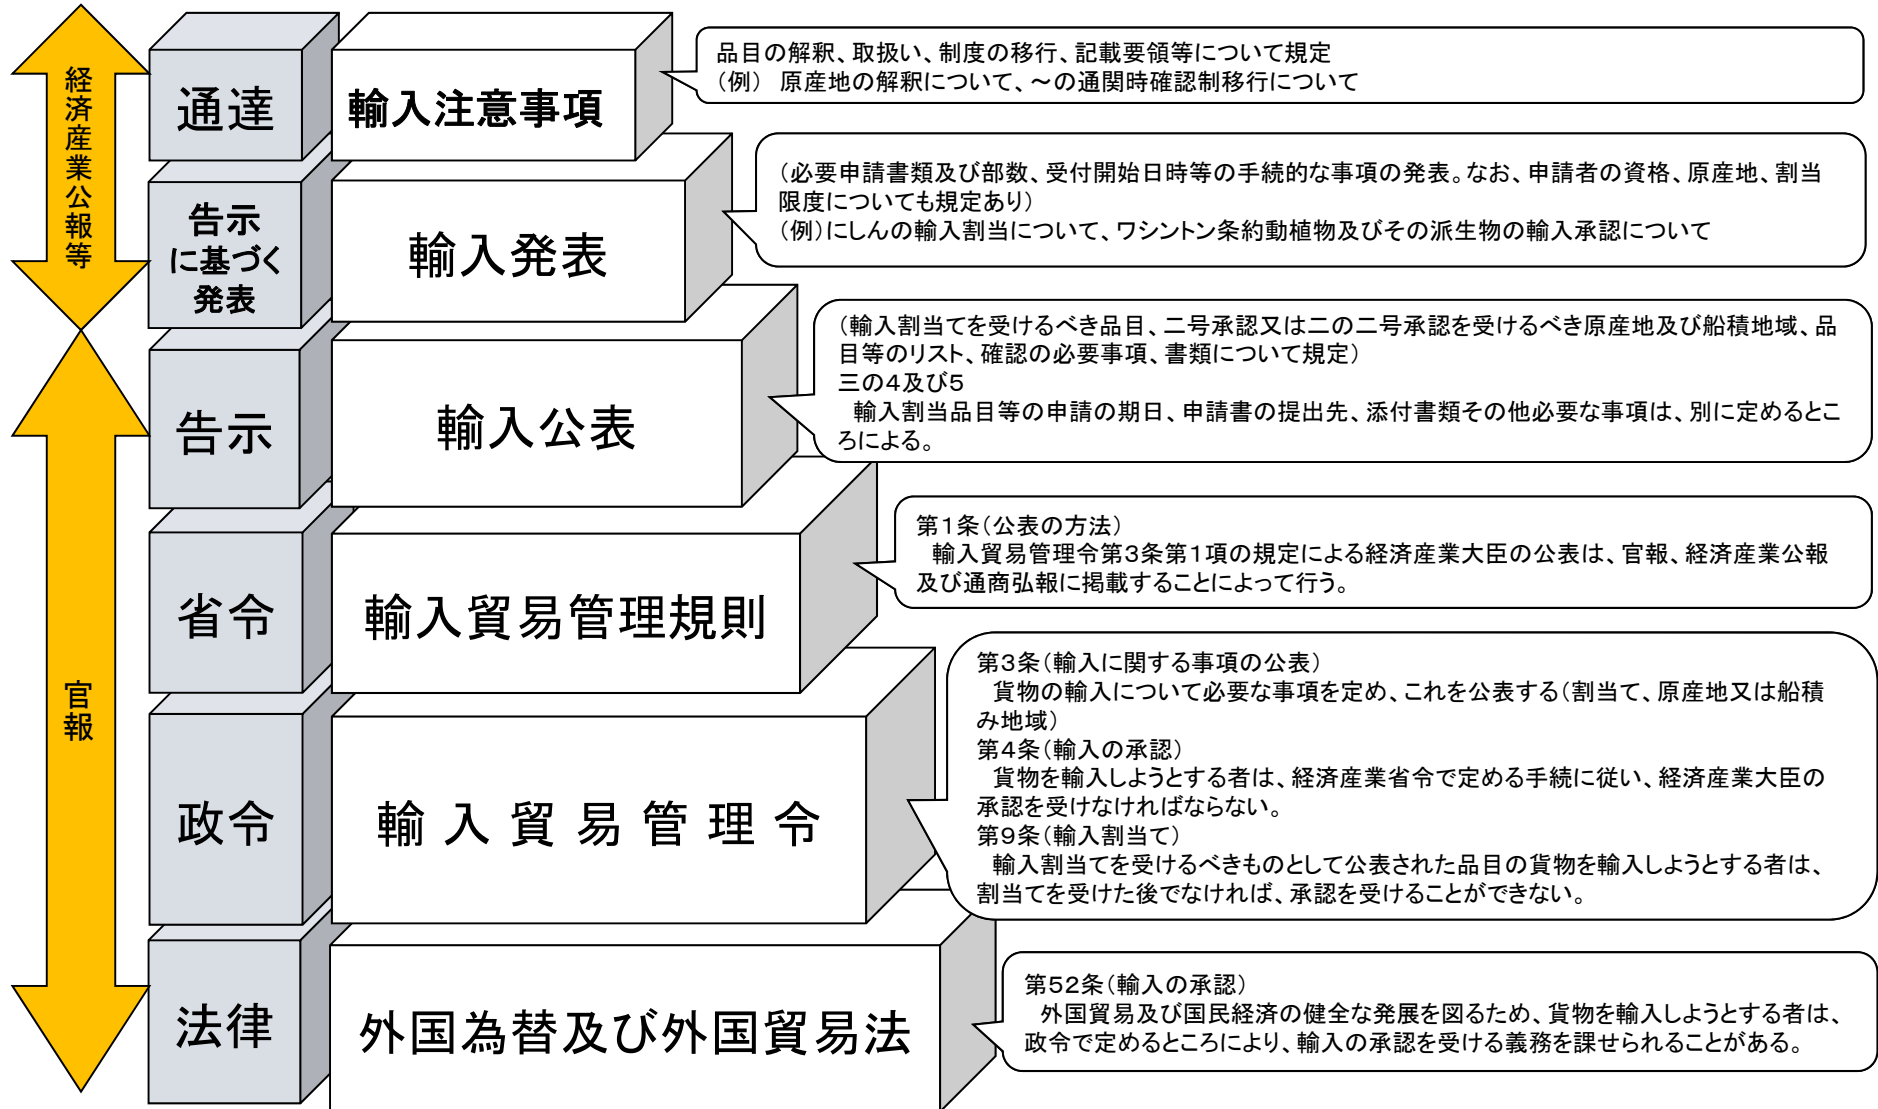 経済産業公報等
通達
輸入注意事項
品目の解釈、取扱い、制度の移行、記載要領等について規定
(例) 原産地の解釈について、～の通関時確認制移行について
告示
に基づく
発表
輸入発表
(必要申請書類及び部数、受付開始日時等の手続的な事項の発表。なお、申請者の資格、原産地、割当
限度についても規定あり)
(例)にしんの輸入割当について、ワシントン条約動植物及びその派生物の輸入承認について
官報
告示
輸入公表
(輸入割当てを受けるべき品目、二号承認又は二の二号承認を受けるべき原産地及び船積地域、品
目等のリスト、確認の必要事項、書類について規定)
三の4及び5
輸入割当品目等の申請の期日、申請書の提出先、添付書類その他必要な事項は、別に定めるとこ
ろによる。
省令
輸入貿易管理規則
第1条(公表の方法)
輸入貿易管理令第3条第1項の規定による経済産業大臣の公表は、官報、経済産業公報
及び通商弘報に掲載することによって行う。
政令
輸入貿易管理令
第3条(輸入に関する事項の公表)
貨物の輸入について必要な事項を定め、これを公表する(割当て、原産地又は船積
み地域)
第4条(輸入の承認)
貨物を輸入しようとする者は、経済産業省令で定める手続に従い、経済産業大臣の
承認を受けなければならない。
第9条(輸入割当て)
輸入割当てを受けるべきものとして公表された品目の貨物を輸入しようとする者は、
割当てを受けた後でなければ、承認を受けることができない。
法律
外国為替及び外国貿易法
第52条(輸入の承認)
外国貿易及び国民経済の健全な発展を図るため、貨物を輸入しようとする者は、
政令で定めるところにより、輸入の承認を受ける義務を課せられることがある。